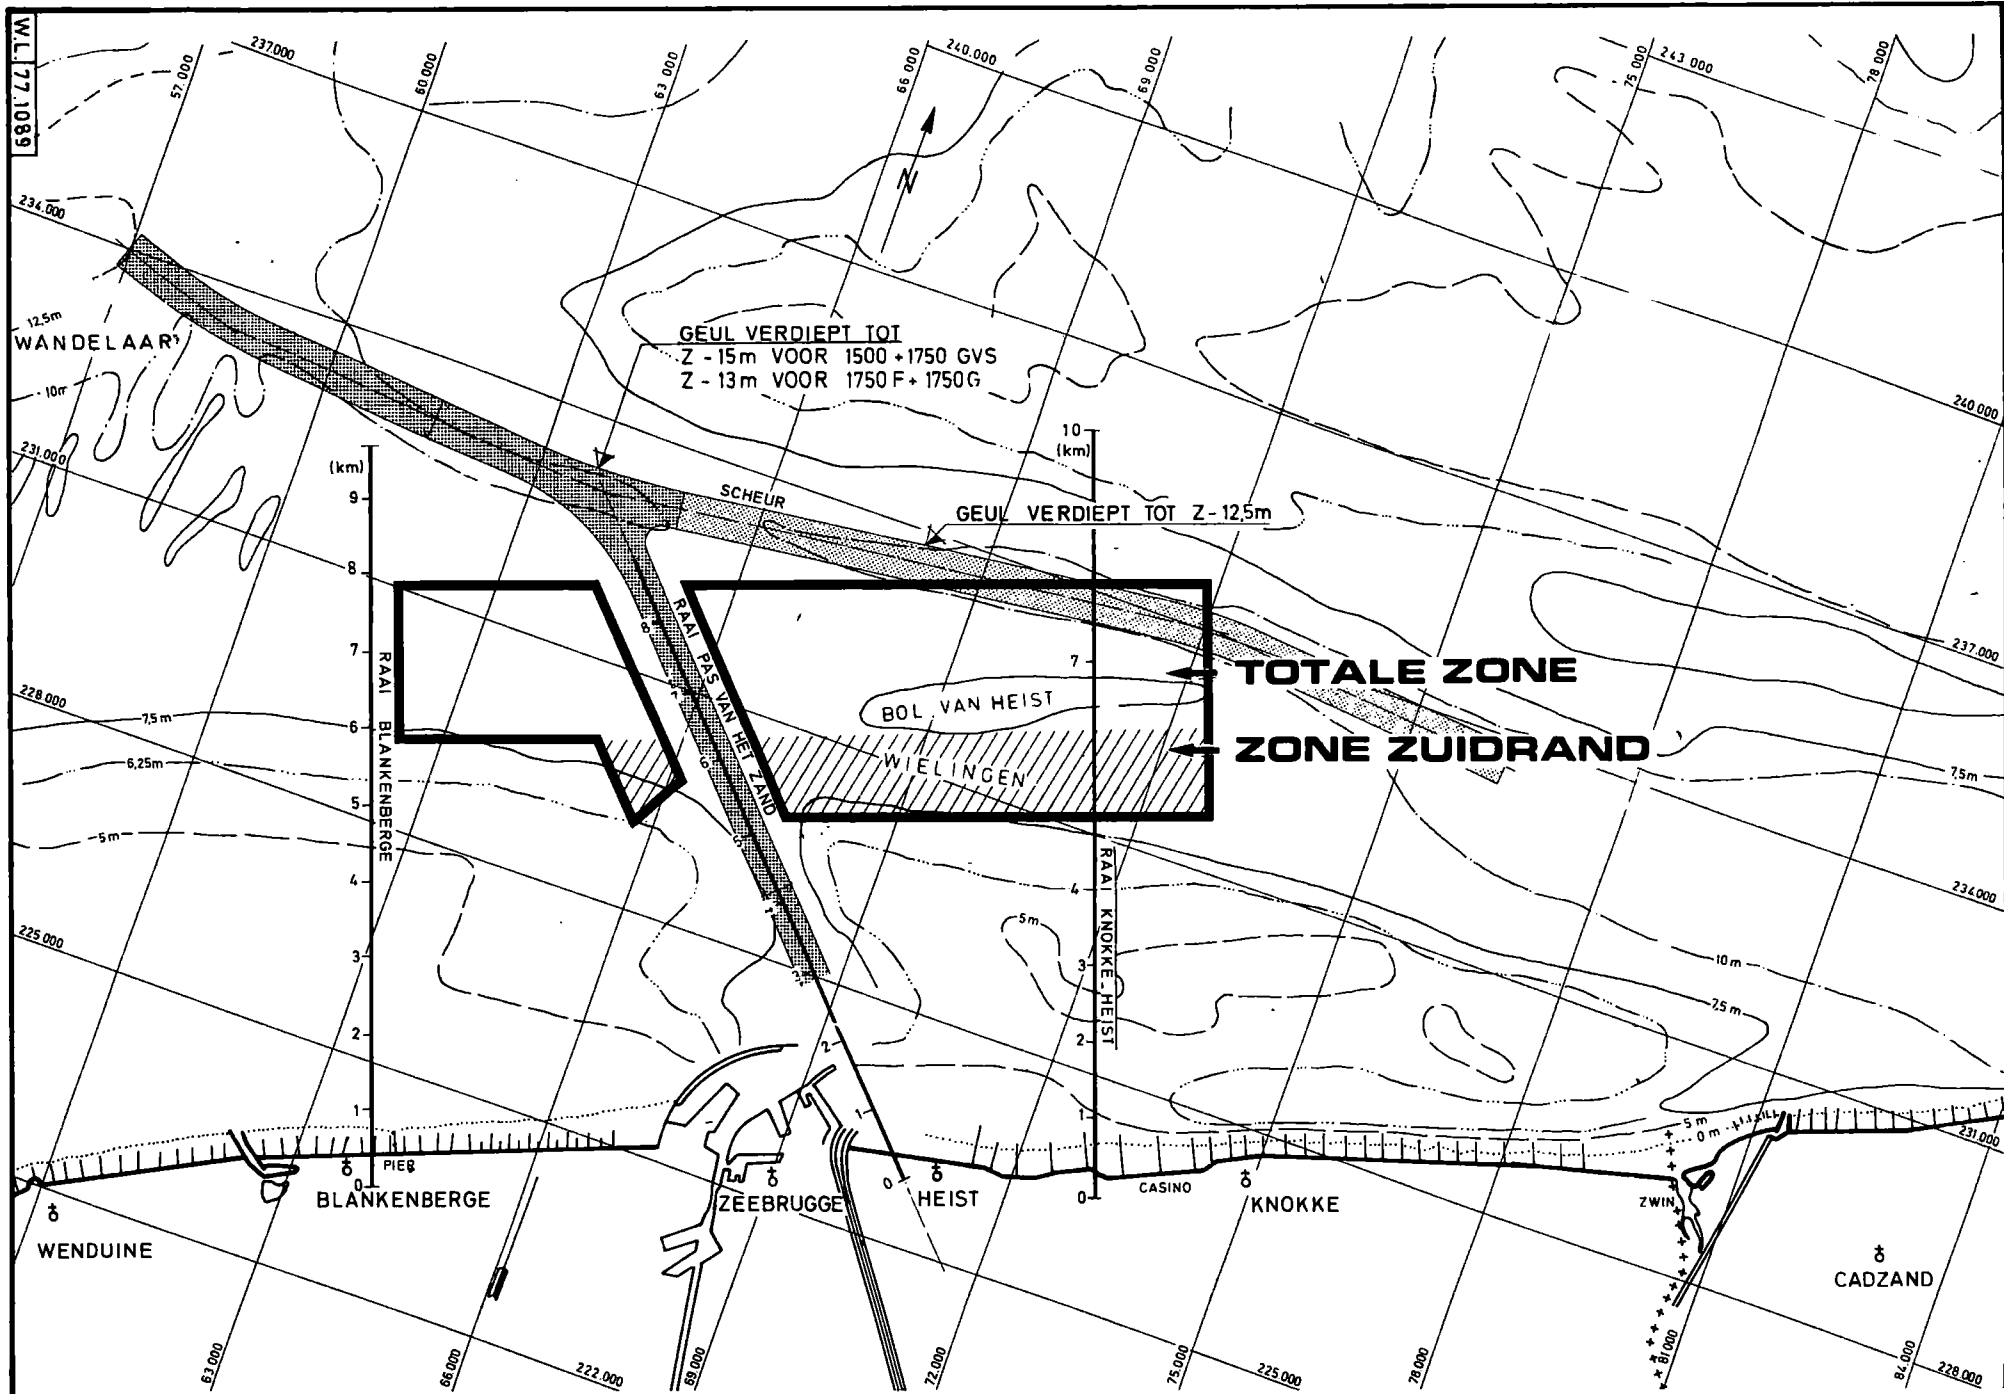 W.L.77.1089
237.000
57.000
60.000
63 000
66 000
240.000
69.000
75 000
243 000
78 000
234.000
12,5m
WANDELAAR
10m
231.000
GEUL VERDIEPT TOT
Z - 15m VOOR 1500 + 1750 GVS
Z - 13m VOOR 1750 F + 1750 G
N
240.000
(km)
9
8
7
6
5
4
3
2
1
0
RAAI BLANKENBERGE
10
(km)
7
4
3
2
1
0
RAAI KNOKKE-HEIST
SCHEUR
GEUL VERDIEPT TOT Z-12,5m
RAAI PAS VAN HET ZAND
8
7
6
5
2
1
0
TOTALE ZONE
BOL VAN HEIST
ZONE ZUIDRAND
WIELINGEN
237.000
228.000
7,5m
6,25m
5m
7,5m
234.000
225.000
5m
10m
7,5m
5 m
0 m
231.000
PIER
BLANKENBERGE
ZEEBRUGGE
HEIST
CASINO
KNOKKE
ZWIN
WENDUINE
CADZAND
63.000
66.000
222.000
69.000
72.000
75.000
225.000
78.000
81.000
84.000
228.000